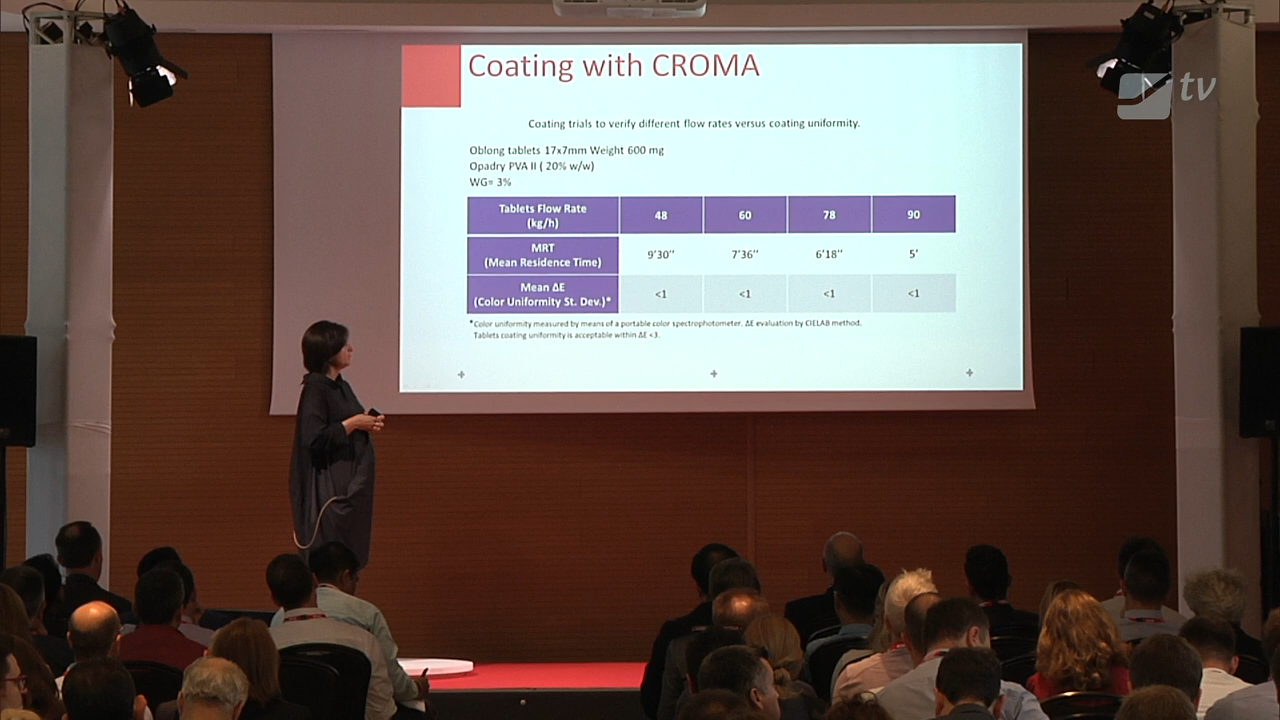 Coating with CROMA
tv
Coating trials to verify different flow rates versus coating uniformity.
Oblong tablets 17x7mm Weight 600 mg
Opadry PVA II ( 20% w/w)
WG= 3%
Tablets Flow Rate
(kg/h)
48
60
78
90
MRT
(Mean Residence Time)
9'30''
7'36''
6'18''
5'
Mean ΔE
(Color Uniformity St. Dev.)*
<1
<1
<1
<1
*Color uniformity measured by means of a portable color spectrophotometer. ΔE evaluation by CIELAB method.
Tablets coating uniformity is acceptable within ΔE <3.